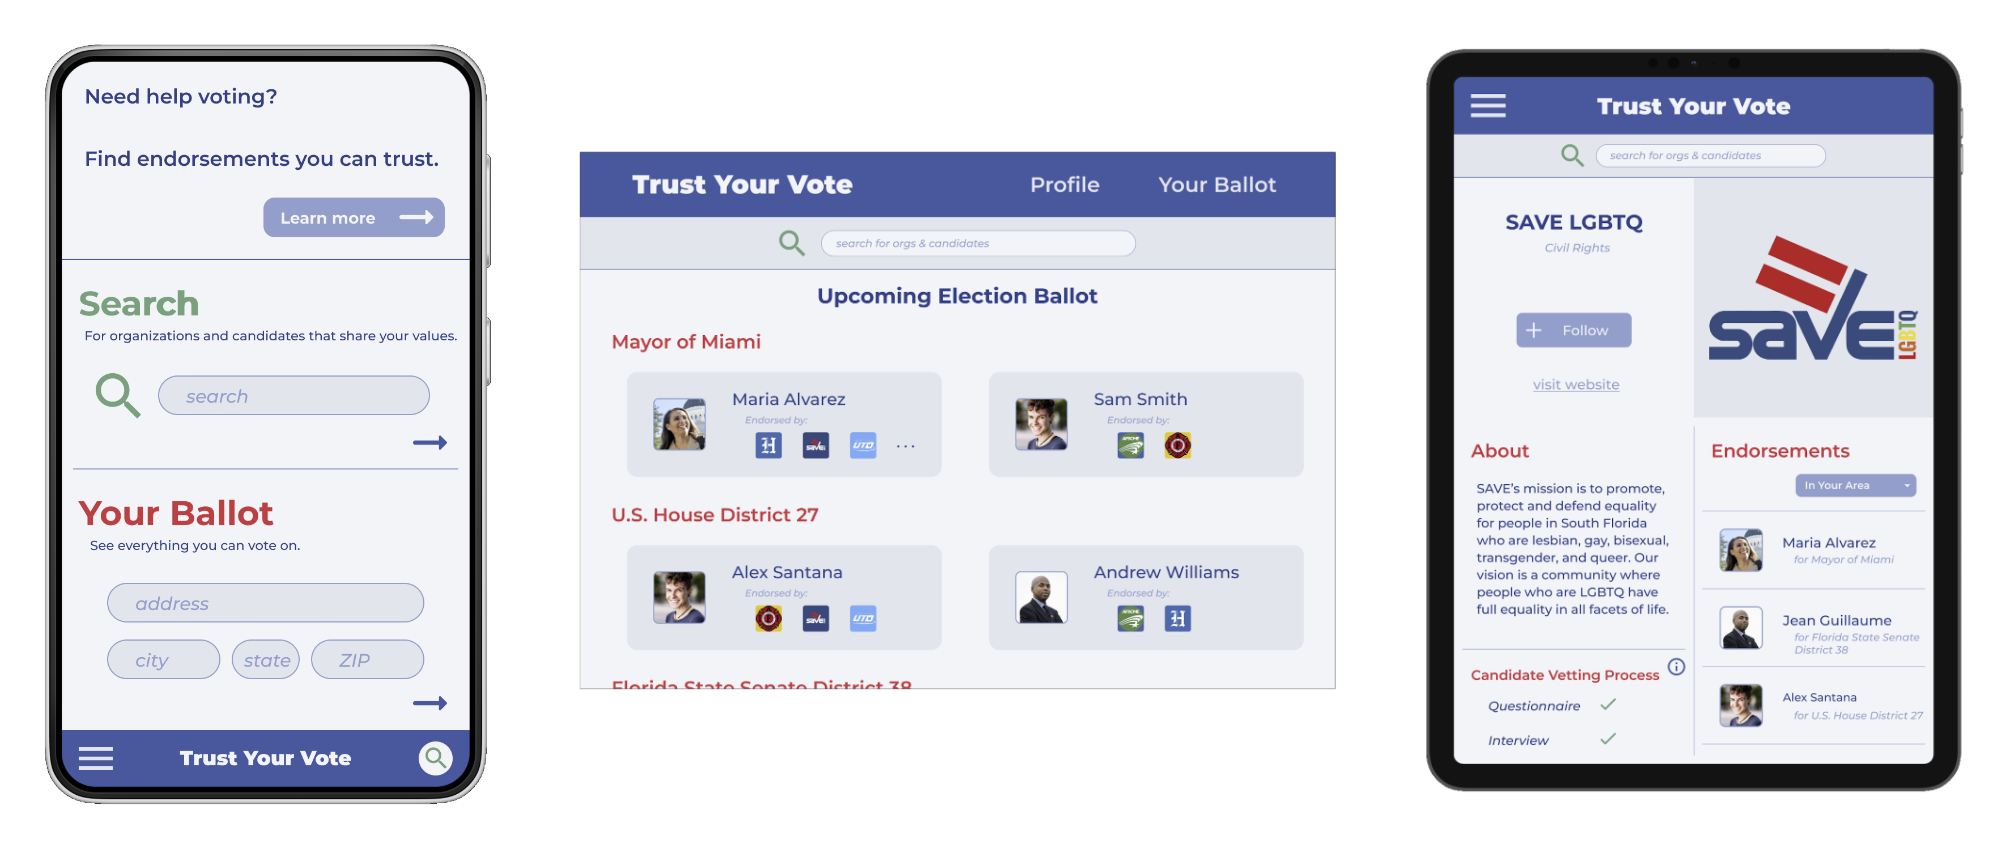 Need help voting?
Find endorsements you can trust.
Learn more
Search
For organizations and candidates that share your values.
search
Your Ballot
See everything you can vote on.
address
city state ZIP
Trust Your Vote
Trust Your Vote Profile Your Ballot
search for orgs & candidates
Upcoming Election Ballot
Mayor of Miami
Maria Alvarez
Endorsed by:
H SAVE UTD ...
Sam Smith
Endorsed by:
APACHE
U.S. House District 27
Alex Santana
Endorsed by:
SAVE UTD
Andrew Williams
Endorsed by:
APACHE H
Florida State Senate District 38
Trust Your Vote
search for orgs & candidates
SAVE LGBTQ
Civil Rights
Follow
visit website
save LGBTQ
About
SAVE's mission is to promote,
protect and defend equality
for people in South Florida
who are lesbian, gay, bisexual,
transgender, and queer. Our
vision is a community where
people who are LGBTQ have
full equality in all facets of life.
Candidate Vetting Process
Questionnaire
Interview
Endorsements
In Your Area
Maria Alvarez
for Mayor of Miami
Jean Guillaume
for Florida State Senate
District 38
Alex Santana
for U.S. House District 27